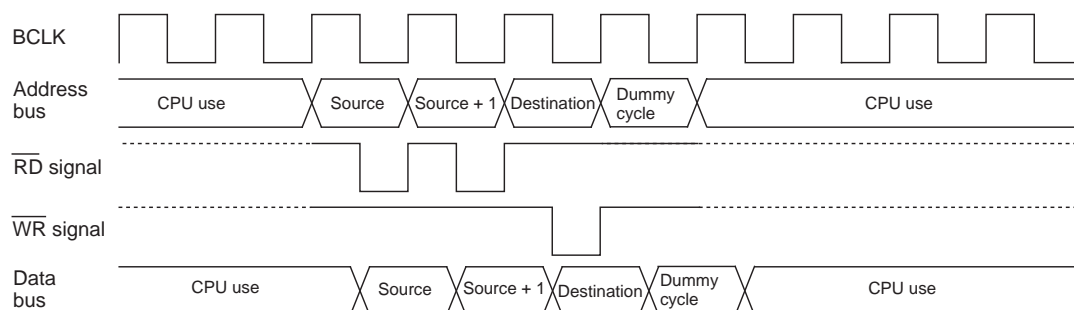 BCLK
Address bus
CPU use
Source
Source + 1
Destination
Dummy cycle
CPU use
RD signal
WR signal
Data bus
CPU use
Source
Source + 1
Destination
Dummy cycle
CPU use